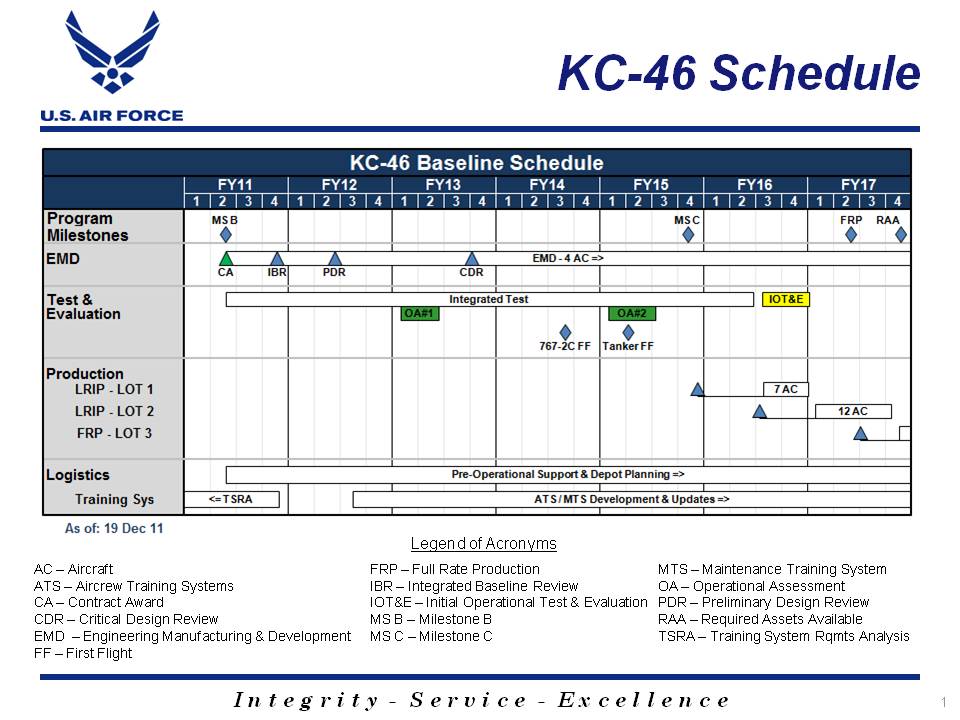 KC-46 Schedule
U.S. AIR FORCE
KC-46 Baseline Schedule
FY11 FY12 FY13 FY14 FY15 FY16 FY17
1 2 3 4 1 2 3 4 1 2 3 4 1 2 3 4 1 2 3 4 1 2 3 4 1 2 3 4
Program
Milestones
MS B MS C FRP RAA
EMD
EMD - 4 AC =>
CA IBR PDR CDR
Test &
Evaluation
Integrated Test IOT&E
OA#1 OA#2
767-2C FF Tanker FF
Production
LRIP - LOT 1 7 AC
LRIP - LOT 2 12 AC
FRP - LOT 3
Logistics Pre-Operational Support & Depot Planning =>
Training Sys <= TSRA ATS / MTS Development & Updates =>
As of: 19 Dec 11
Legend of Acronyms
AC – Aircraft
ATS – Aircrew Training Systems
CA – Contract Award
CDR – Critical Design Review
EMD – Engineering Manufacturing & Development
FF – First Flight
FRP – Full Rate Production
IBR – Integrated Baseline Review
IOT&E – Initial Operational Test & Evaluation
MS B – Milestone B
MS C – Milestone C
MTS – Maintenance Training System
OA – Operational Assessment
PDR – Preliminary Design Review
RAA – Required Assets Available
TSRA – Training System Rqmts Analysis
Integrity - Service - Excellence
1